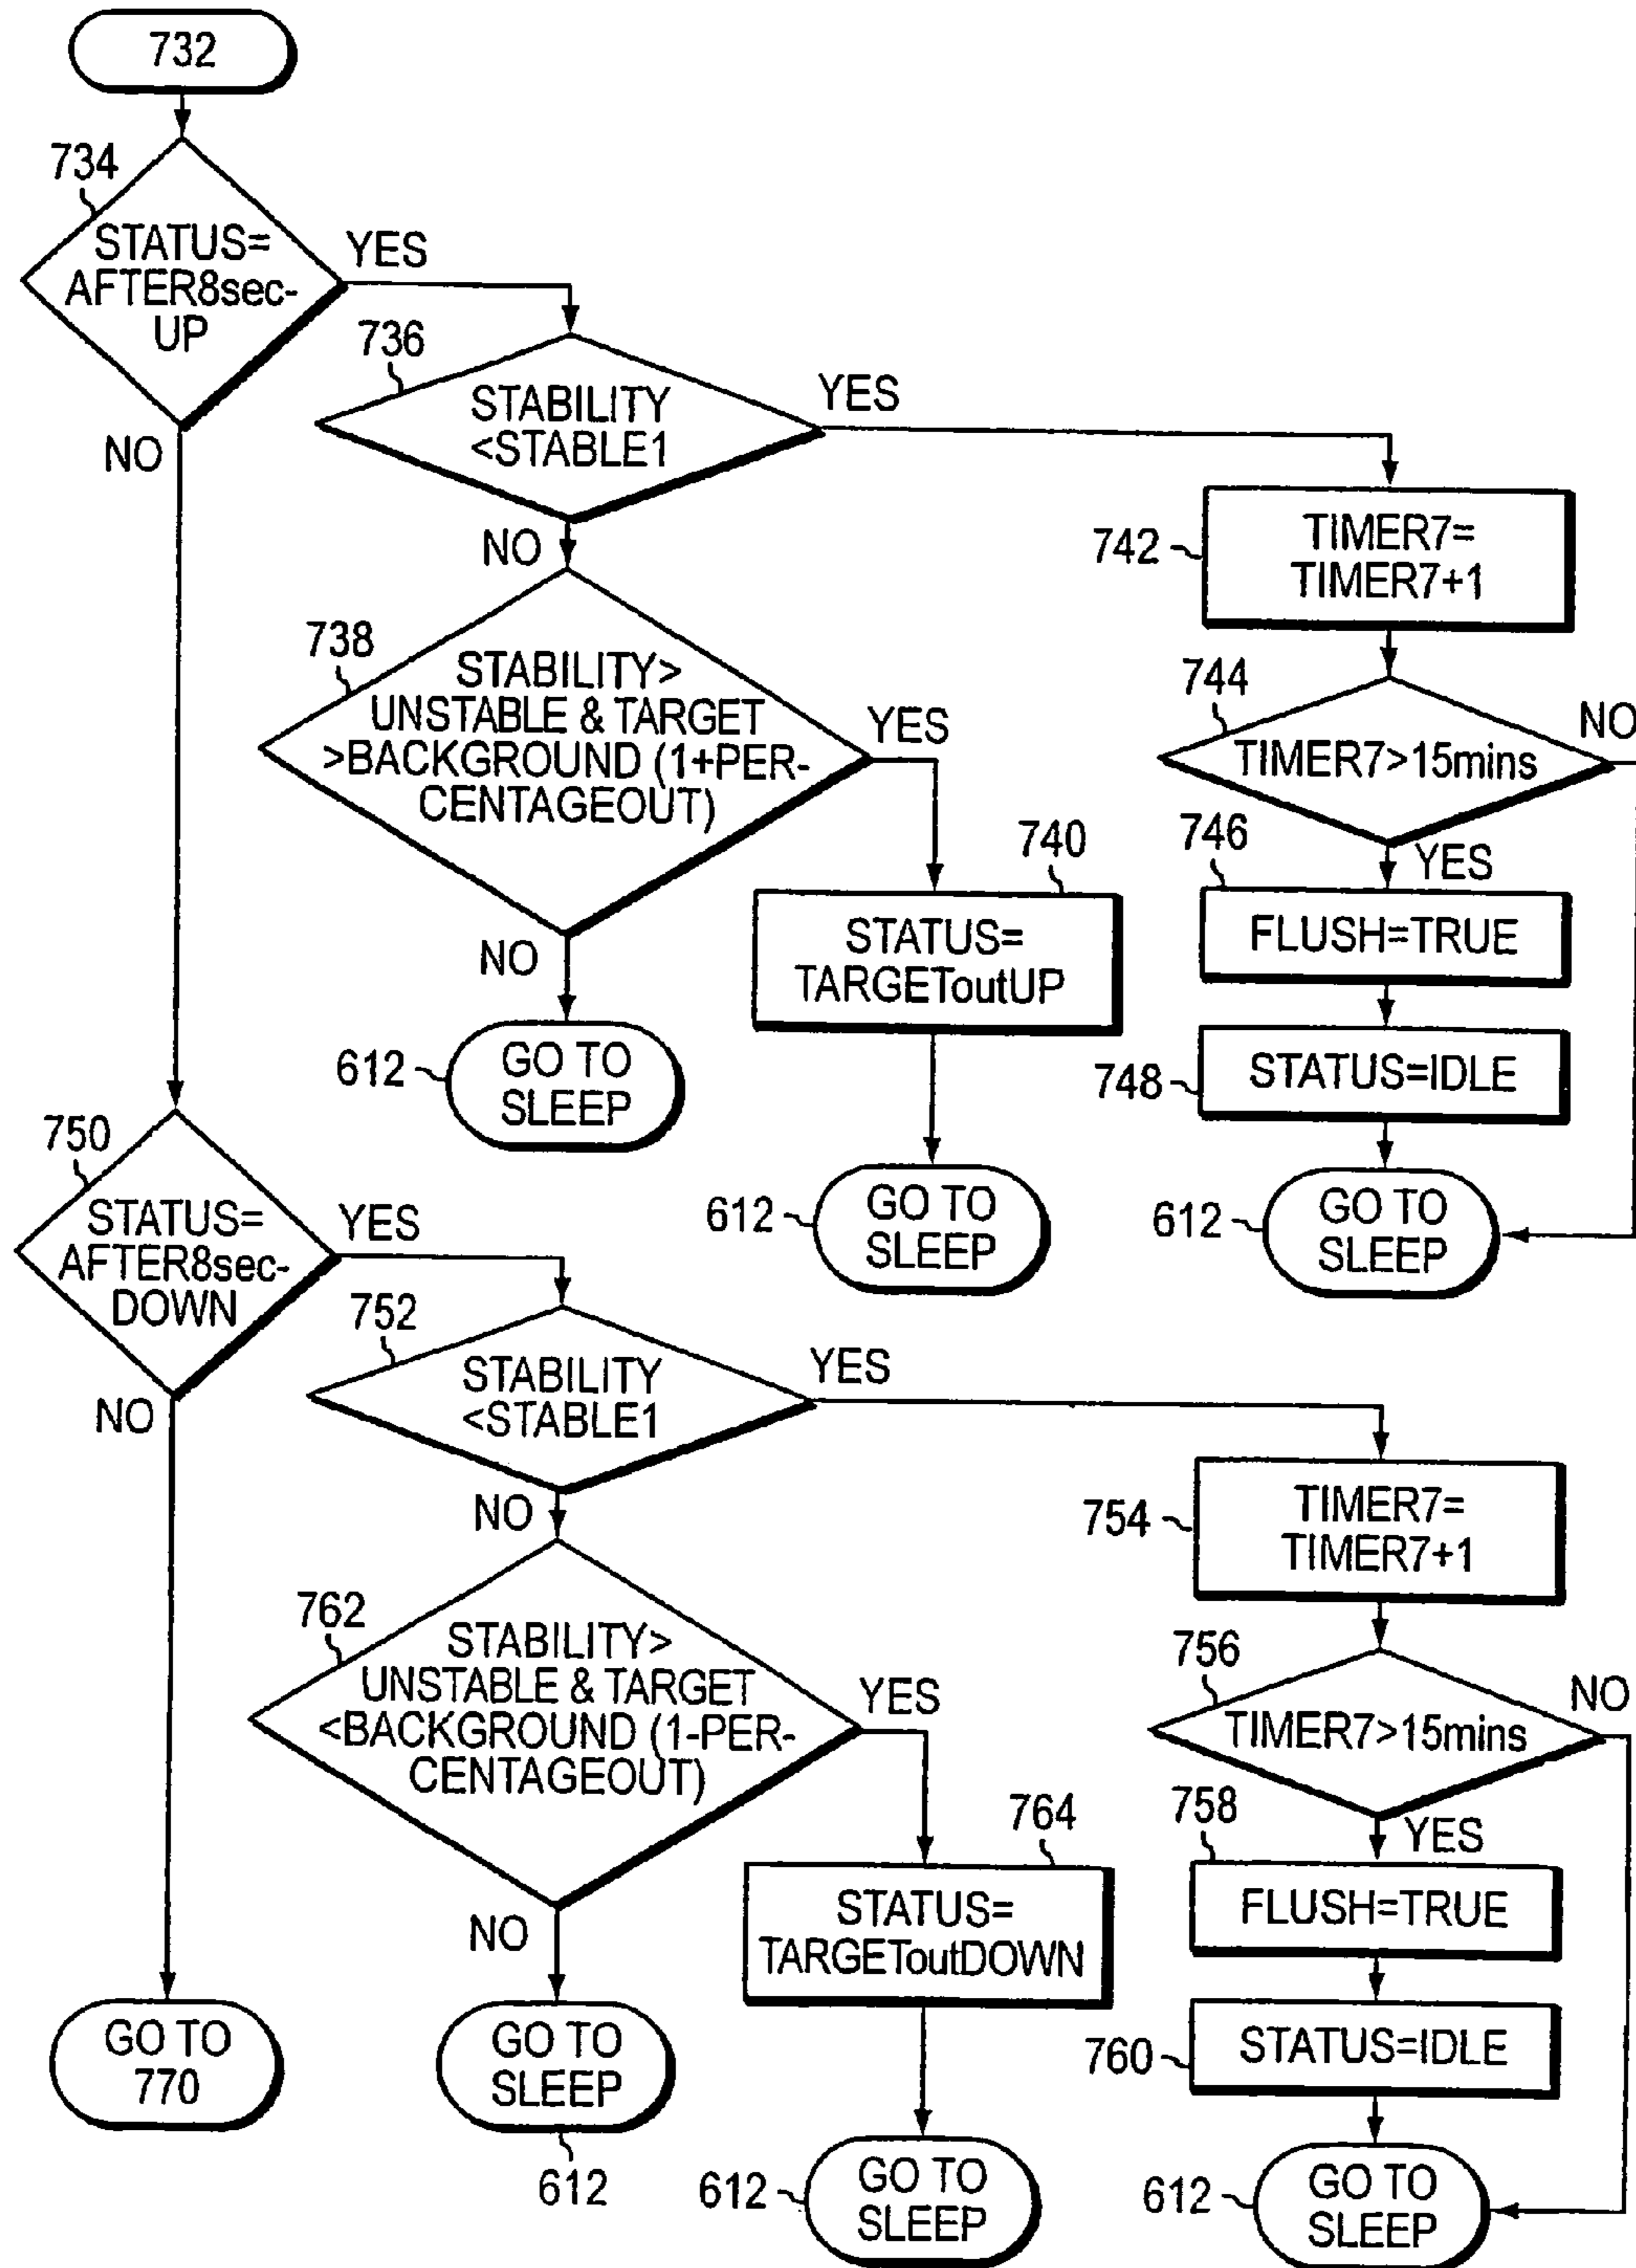 732
734
STATUS=
AFTER8sec-
UP
YES
NO
736
STABILITY
<STABLE1
YES
NO
742
TIMER7=
TIMER7+1
738
STABILITY>
UNSTABLE & TARGET
>BACKGROUND (1+PER-
CENTAGEOUT)
YES
NO
744
TIMER7>15mins
NO
YES
740
STATUS=
TARGEToutUP
746
FLUSH=TRUE
748
STATUS=IDLE
612
GO TO
SLEEP
612
GO TO
SLEEP
612
GO TO
SLEEP
750
STATUS=
AFTER8sec-
DOWN
YES
NO
752
STABILITY
<STABLE1
YES
NO
754
TIMER7=
TIMER7+1
762
STABILITY>
UNSTABLE & TARGET
<BACKGROUND (1-PER-
CENTAGEOUT)
YES
NO
756
TIMER7>15mins
NO
YES
764
STATUS=
TARGEToutDOWN
758
FLUSH=TRUE
760
STATUS=IDLE
GO TO
770
GO TO
SLEEP
612
612
GO TO
SLEEP
612
GO TO
SLEEP